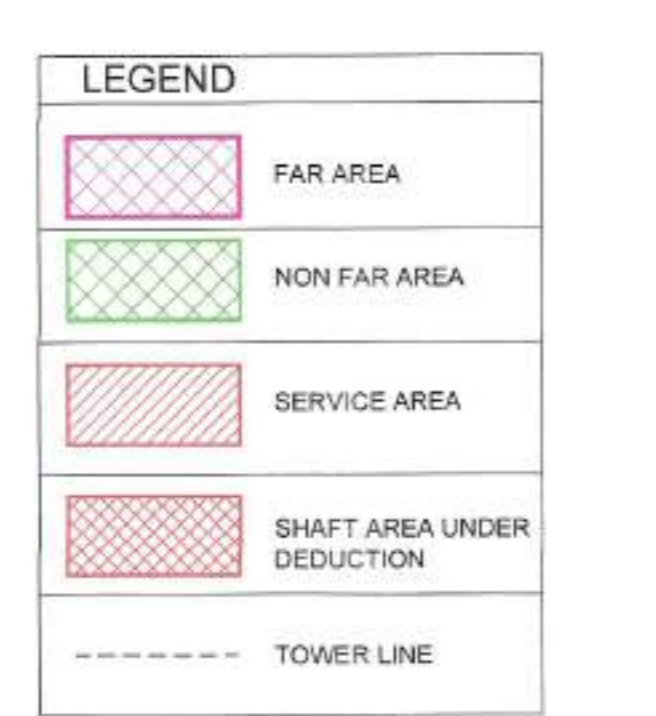 LEGEND
FAR AREA
NON FAR AREA
SERVICE AREA
SHAFT AREA UNDER
DEDUCTION
TOWER LINE